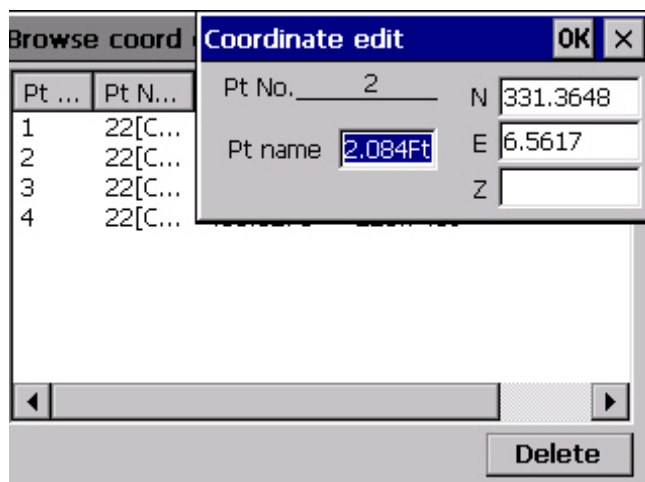 Browse coord
Coordinate edit OK ×
Pt ... Pt N...
Pt No. 2
N 331.3648
Pt name 2.084Ft
E 6.5617
Z
1 22[C...
2 22[C...
3 22[C...
4 22[C...
Delete